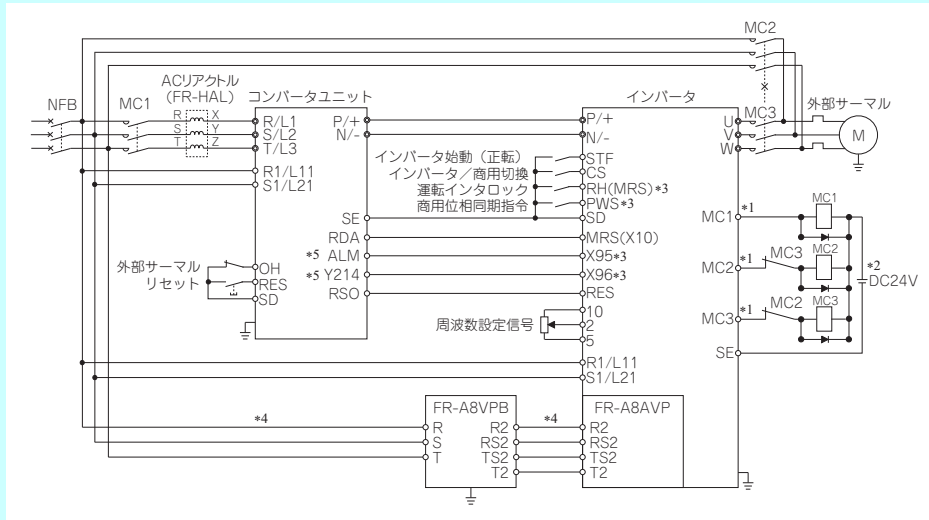 MC2
ACリアクトル
(FR-HAL)
コンバータユニット
インバータ
外部サーマル
NFB
MC1
R
S
T
X
Y
Z
R/L1
S/L2
T/L3
R1/L11
S1/L21
P/+
N/-
P/+
N/-
U
V
W
MC3
M
インバータ始動（正転）
インバータ／商用切換
運転インタロック
商用位相同期指令
STF
CS
RH(MRS)*3
PWS*3
SE
SD
RDA
MRS(X10)
*5 ALM
X95*3
*5 Y214
X96*3
RSO
RES
外部サーマル
リセット
OH
RES
SD
周波数設定信号
10
2
5
R1/L11
S1/L21
MC1
*1
MC1
MC2
*1
MC3
MC2
*2
DC24V
MC3
*1
MC2
MC3
SE
FR-A8VPB
FR-A8AVP
*4
*4
R
R2
R2
S
RS2
RS2
T
TS2
TS2
T2
T2